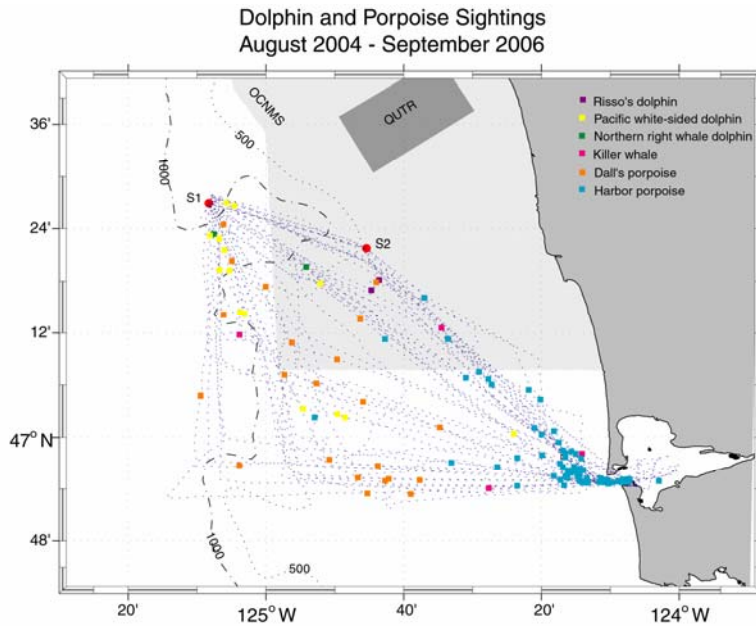 Dolphin and Porpoise Sightings
August 2004 - September 2006
OCNMS
QUTR
500
1000
Risso's dolphin
Pacific white-sided dolphin
Northern right whale dolphin
Killer whale
Dall's porpoise
Harbor porpoise
36'
S1
24'
S2
12'
47° N
48'
1000
500
20'
125° W
40'
20'
124° W